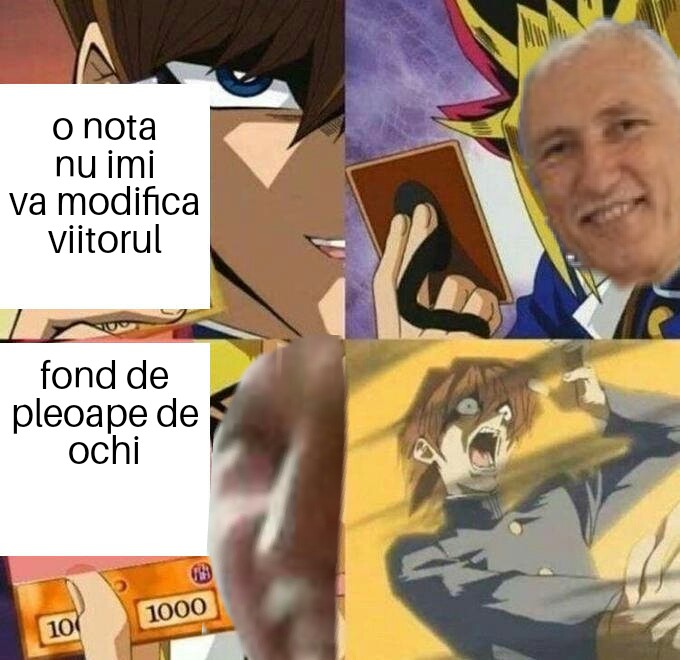 o nota
nu imi
va modifica
viitorul
fond de
pleoape de
ochi
1000